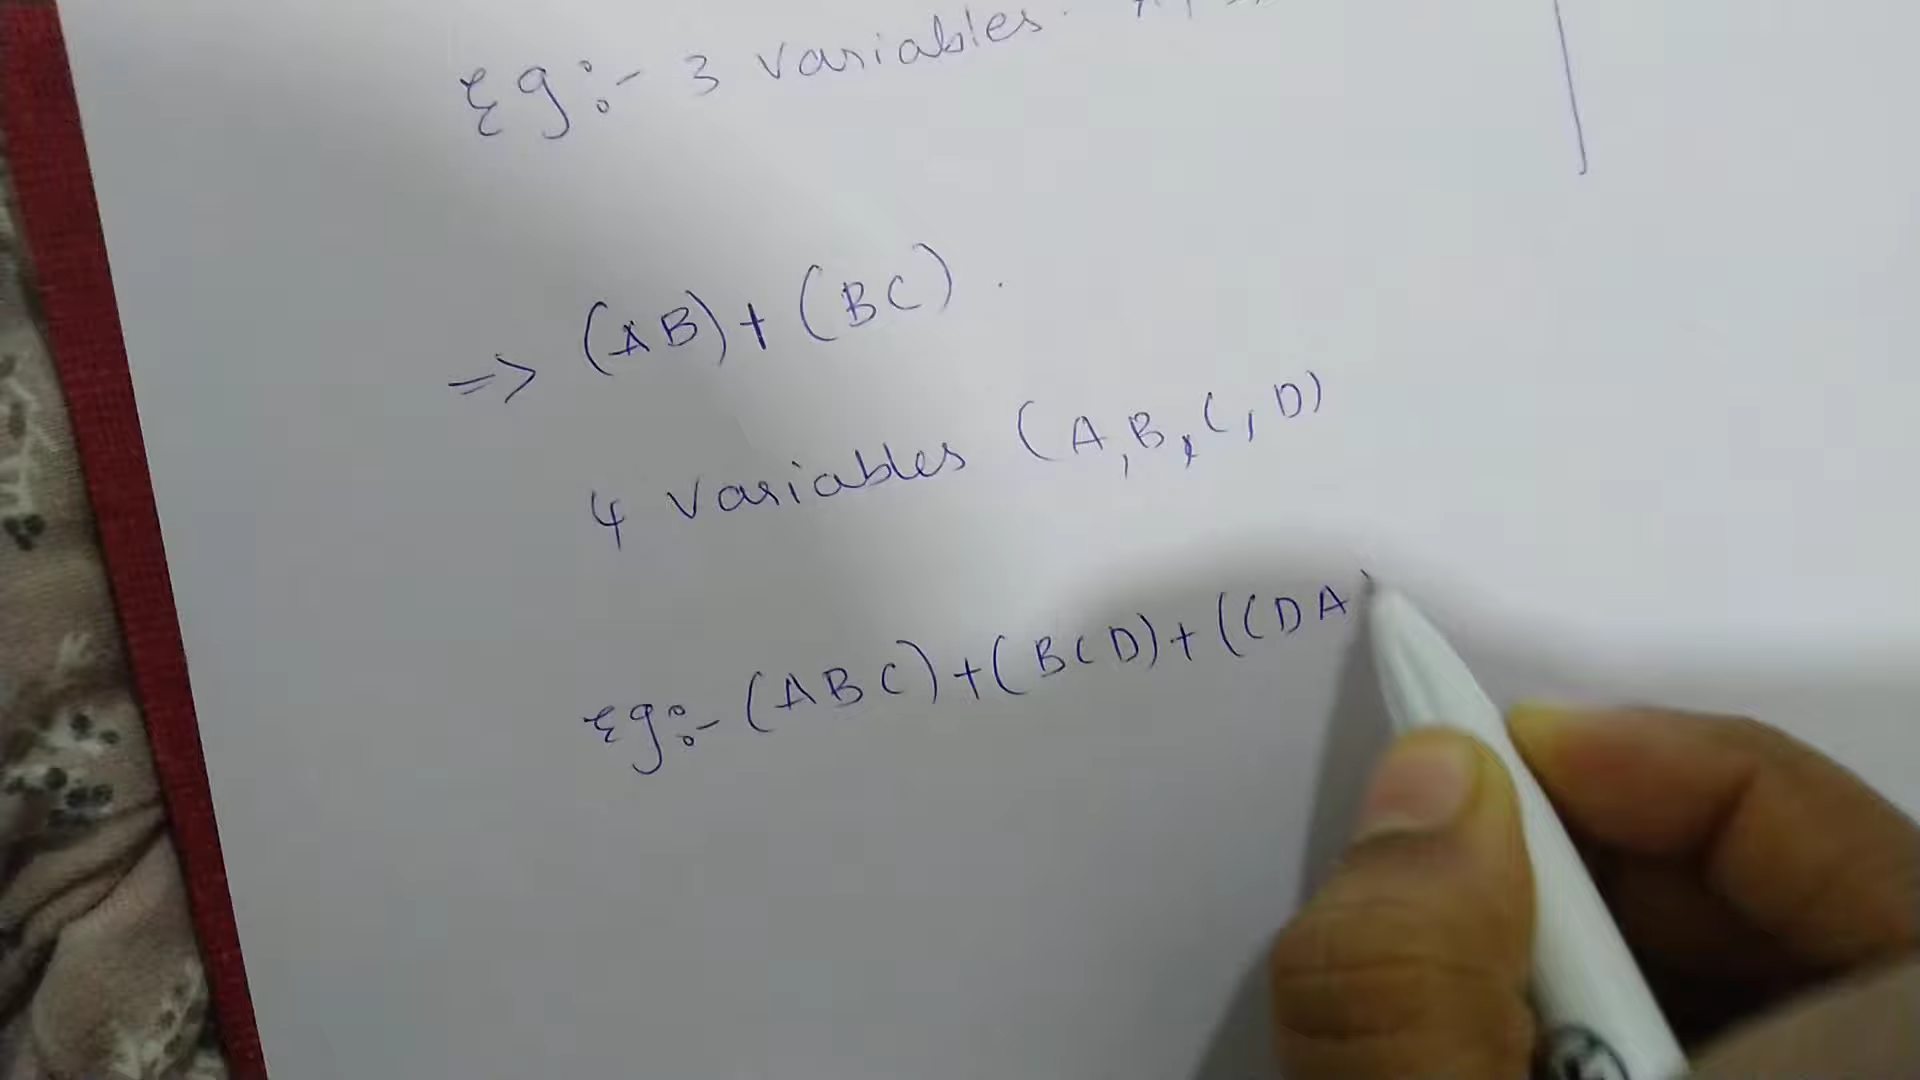 Eg:- 3 variables.
=> (AB)+(BC).
4 variables (A,B,C,D)
Eg:- (ABC)+(BCD)+(CDA)